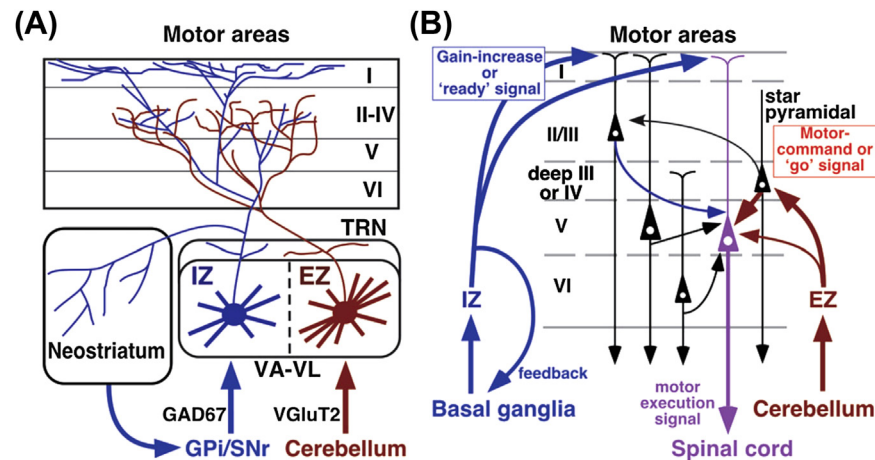 (A)
Motor areas
I
II-IV
V
VI
TRN
IZ
EZ
Neostriatum
VA-VL
GAD67
VGluT2
GPi/SNr
Cerebellum
(B)
Motor areas
Gain-increase
or
‘ready’ signal
I
star
pyramidal
II/III
Motor-
command or
‘go’ signal
deep III
or IV
V
VI
IZ
EZ
feedback
motor
execution
signal
Basal ganglia
Cerebellum
Spinal cord